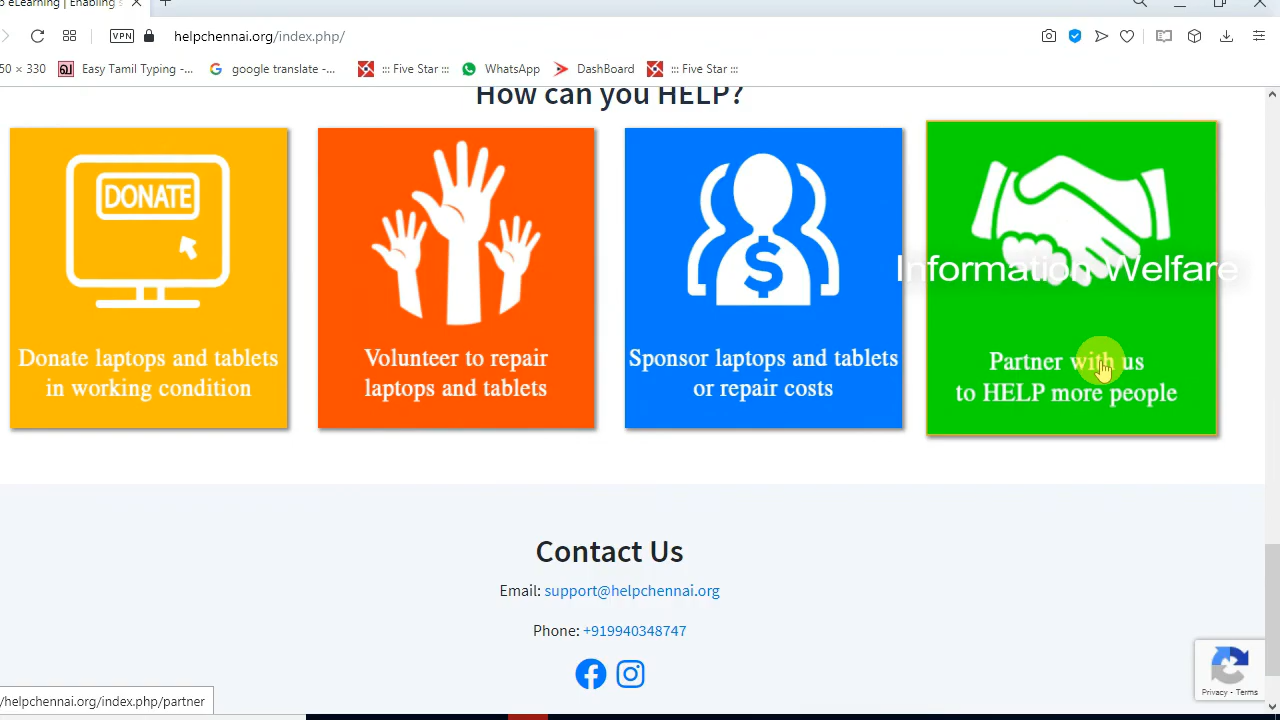 eLearning | Enabling s
VPN
helpchennai.org/index.php/
50 × 330
Easy Tamil Typing -...
google translate -...
::: Five Star :::
WhatsApp
DashBoard
::: Five Star :::
How can you HELP?
DONATE
Donate laptops and tablets
in working condition
Volunteer to repair
laptops and tablets
$
Sponsor laptops and tablets
or repair costs
Information Welfare
Partner with us
to HELP more people
Contact Us
Email: support@helpchennai.org
Phone: +919940348747
Privacy - Terms
/helpchennai.org/index.php/partner